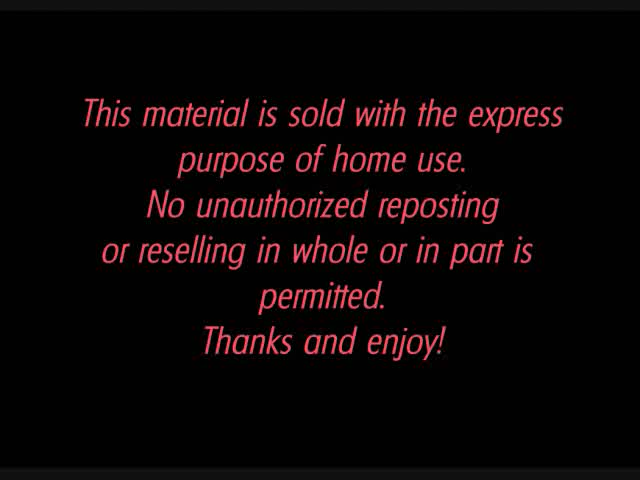 This material is sold with the express
purpose of home use.
No unauthorized reposting
or reselling in whole or in part is
permitted.
Thanks and enjoy!